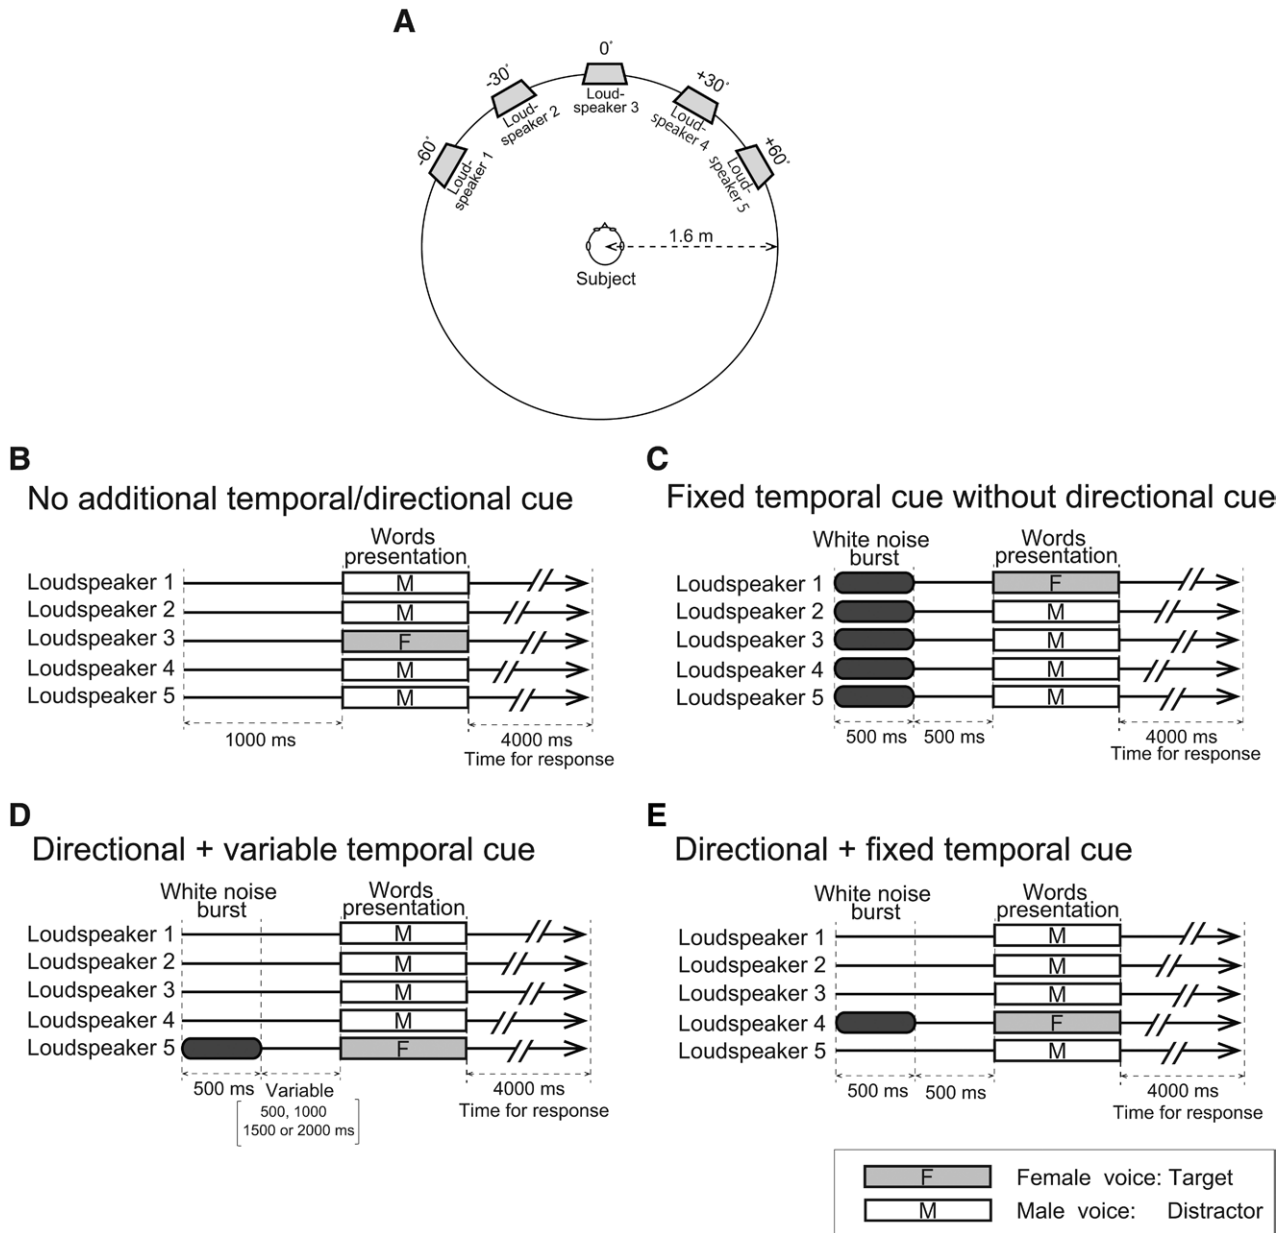 A
0°
-30°
+30°
-60°
+60°
Loud-
speaker 1
Loud-
speaker 2
Loud-
speaker 3
Loud-
speaker 4
Loud-
speaker 5
1.6 m
Subject
B
No additional temporal/directional cue
Words
presentation
Loudspeaker 1 M
Loudspeaker 2 M
Loudspeaker 3 F
Loudspeaker 4 M
Loudspeaker 5 M
1000 ms 4000 ms
Time for response
C
Fixed temporal cue without directional cue
White noise
burst
Words
presentation
Loudspeaker 1 F
Loudspeaker 2 M
Loudspeaker 3 M
Loudspeaker 4 M
Loudspeaker 5 M
500 ms 500 ms 4000 ms
Time for response
D
Directional + variable temporal cue
White noise
burst
Words
presentation
Loudspeaker 1 M
Loudspeaker 2 M
Loudspeaker 3 M
Loudspeaker 4 M
Loudspeaker 5 F
500 ms Variable 4000 ms
500, 1000
1500 or 2000 ms
Time for response
E
Directional + fixed temporal cue
White noise
burst
Words
presentation
Loudspeaker 1 M
Loudspeaker 2 M
Loudspeaker 3 M
Loudspeaker 4 F
Loudspeaker 5 M
500 ms 500 ms 4000 ms
Time for response
F Female voice: Target
M Male voice: Distractor